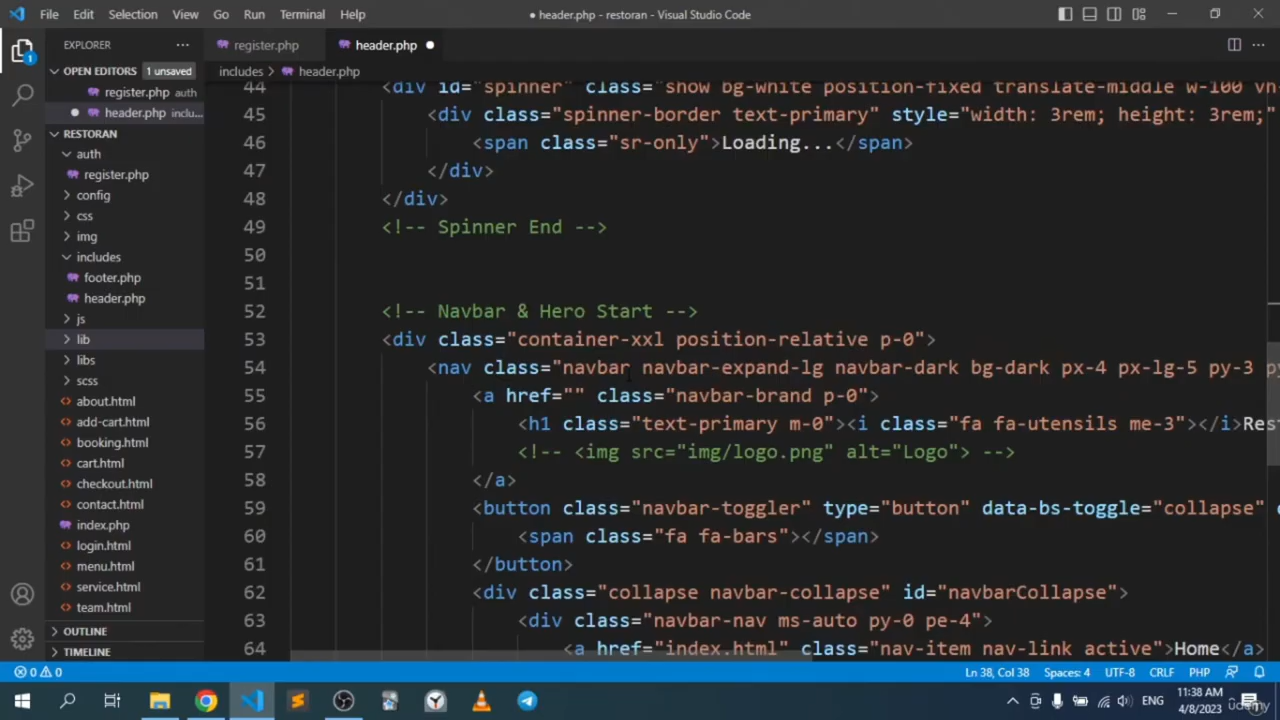 File Edit Selection View Go Run Terminal Help
● header.php - restoran - Visual Studio Code
EXPLORER ···
register.php
header.php ●
includes > header.php
OPEN EDITORS 1 unsaved
register.php auth
● header.php inclu...
RESTORAN
auth
register.php
config
css
img
includes
footer.php
header.php
js
lib
libs
scss
about.html
add-cart.html
booking.html
cart.html
checkout.html
contact.html
index.php
login.html
menu.html
service.html
team.html
OUTLINE
TIMELINE
44 <div id="spinner" class="show bg-white position-fixed translate-middle w-100 vh-
45 <div class="spinner-border text-primary" style="width: 3rem; height: 3rem;"
46 <span class="sr-only">Loading...</span>
47 </div>
48 </div>
49 <!-- Spinner End -->
50
51
52 <!-- Navbar & Hero Start -->
53 <div class="container-xxl position-relative p-0">
54 <nav class="navbar navbar-expand-lg navbar-dark bg-dark px-4 px-lg-5 py-3 py
55 <a href="" class="navbar-brand p-0">
56 <h1 class="text-primary m-0"><i class="fa fa-utensils me-3"></i>Rest
57 <!-- <img src="img/logo.png" alt="Logo"> -->
58 </a>
59 <button class="navbar-toggler" type="button" data-bs-toggle="collapse"
60 <span class="fa fa-bars"></span>
61 </button>
62 <div class="collapse navbar-collapse" id="navbarCollapse">
63 <div class="navbar-nav ms-auto py-0 pe-4">
64 <a href="index.html" class="nav-item nav-link active">Home</a>
0 0
Ln 38, Col 38 Spaces: 4 UTF-8 CRLF PHP
ENG
11:38 AM
4/8/2023
1
udemy